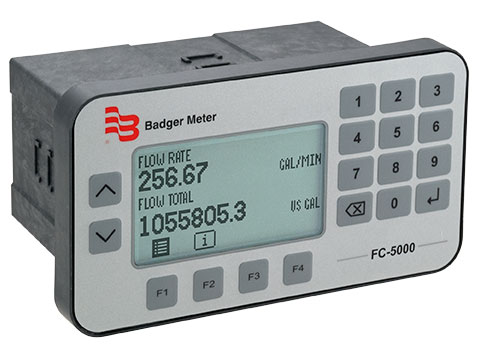 Badger Meter
FLOW RATE
256.67 GAL/MIN
FLOW TOTAL
1055805.3 US GAL
i
F1 F2 F3 F4
1 2 3
4 5 6
7 8 9
0
FC-5000